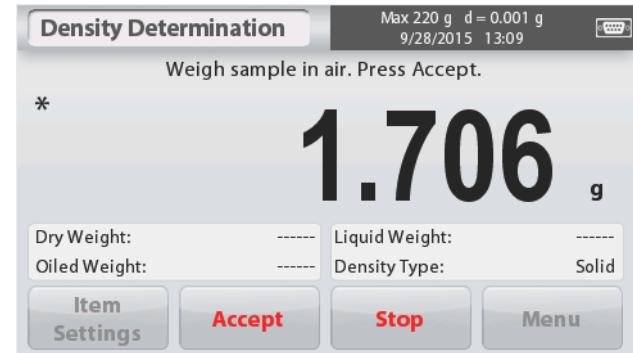 Density Determination
Max 220 g d = 0.001 g
9/28/2015 13:09
Weigh sample in air. Press Accept.
*
1.706 g
Dry Weight: ------ Liquid Weight: ------
Oiled Weight: ------ Density Type: Solid
Item Settings Accept Stop Menu